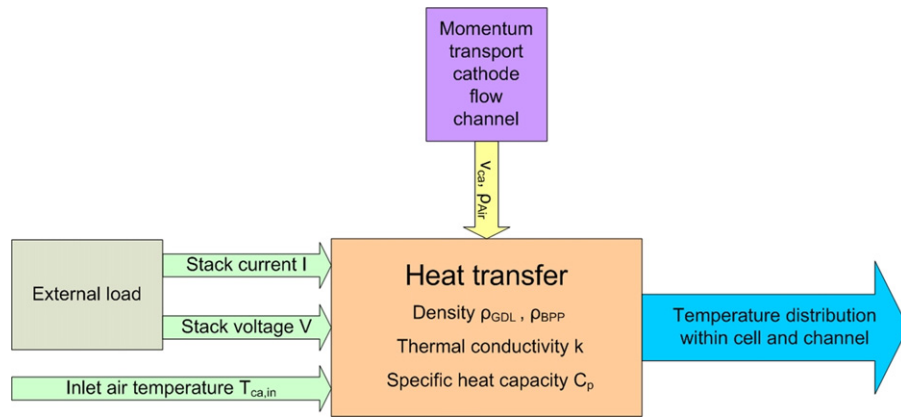 Momentum
transport
cathode
flow
channel
v_ca, ρ_Air
External load
Stack current I
Stack voltage V
Inlet air temperature T_ca,in
Heat transfer
Density ρ_GDL , ρ_BPP
Thermal conductivity k
Specific heat capacity C_p
Temperature distribution
within cell and channel